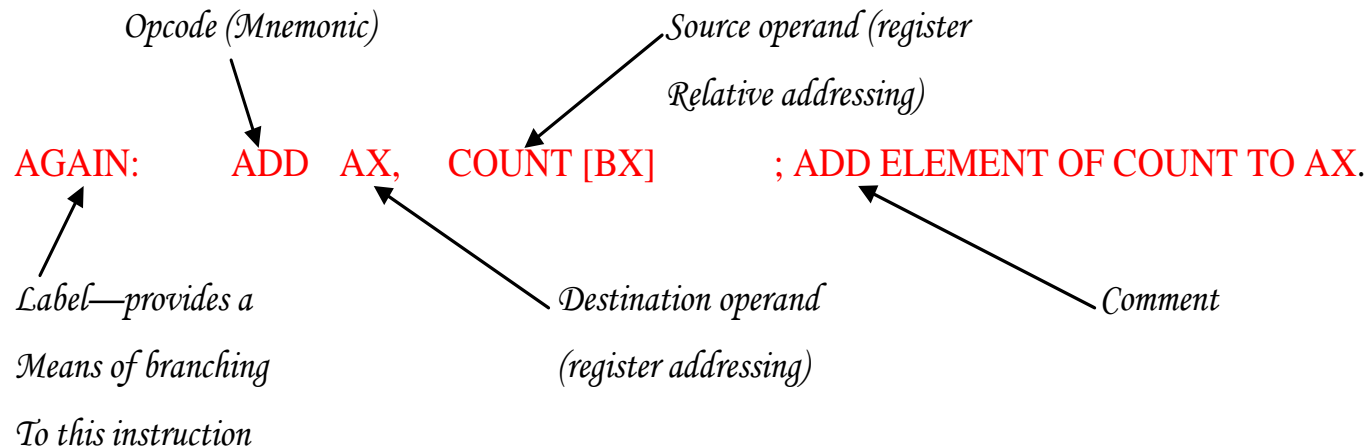 Opcode (Mnemonic)
Source operand (register
Relative addressing)
AGAIN: ADD AX, COUNT [BX] ; ADD ELEMENT OF COUNT TO AX.
Label—provides a
Means of branching
To this instruction
Destination operand
(register addressing)
Comment